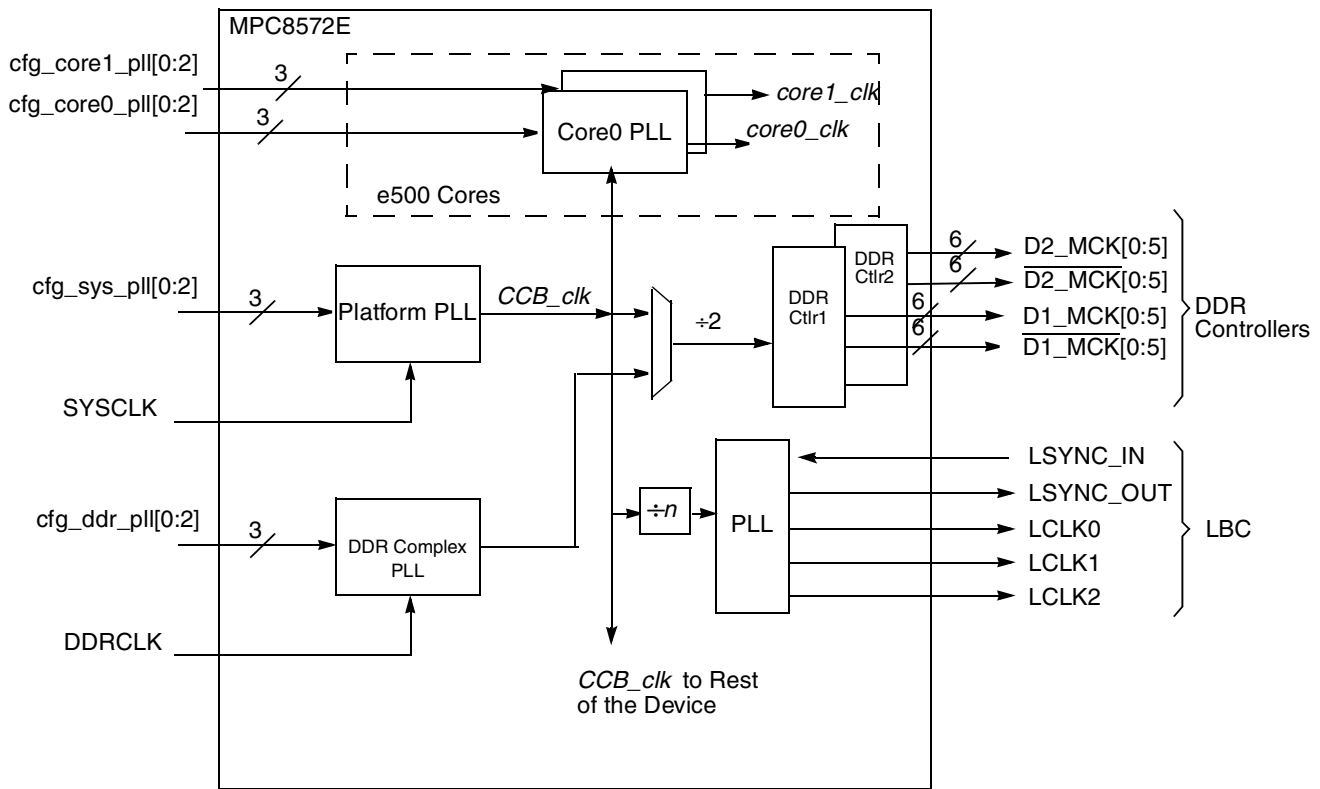 MPC8572E
cfg_core1_pll[0:2]
3
cfg_core0_pll[0:2]
3
core1_clk
Core0 PLL
core0_clk
e500 Cores
cfg_sys_pll[0:2]
3
Platform PLL
CCB_clk
SYSCLK
÷2
DDR
Ctlr2
DDR
Ctlr1
6
D2_MCK[0:5]
6
D2_MCK[0:5]
6
D1_MCK[0:5]
6
D1_MCK[0:5]
DDR
Controllers
cfg_ddr_pll[0:2]
3
DDR Complex
PLL
DDRCLK
÷n
PLL
LSYNC_IN
LSYNC_OUT
LCLK0
LCLK1
LCLK2
LBC
CCB_clk to Rest
of the Device